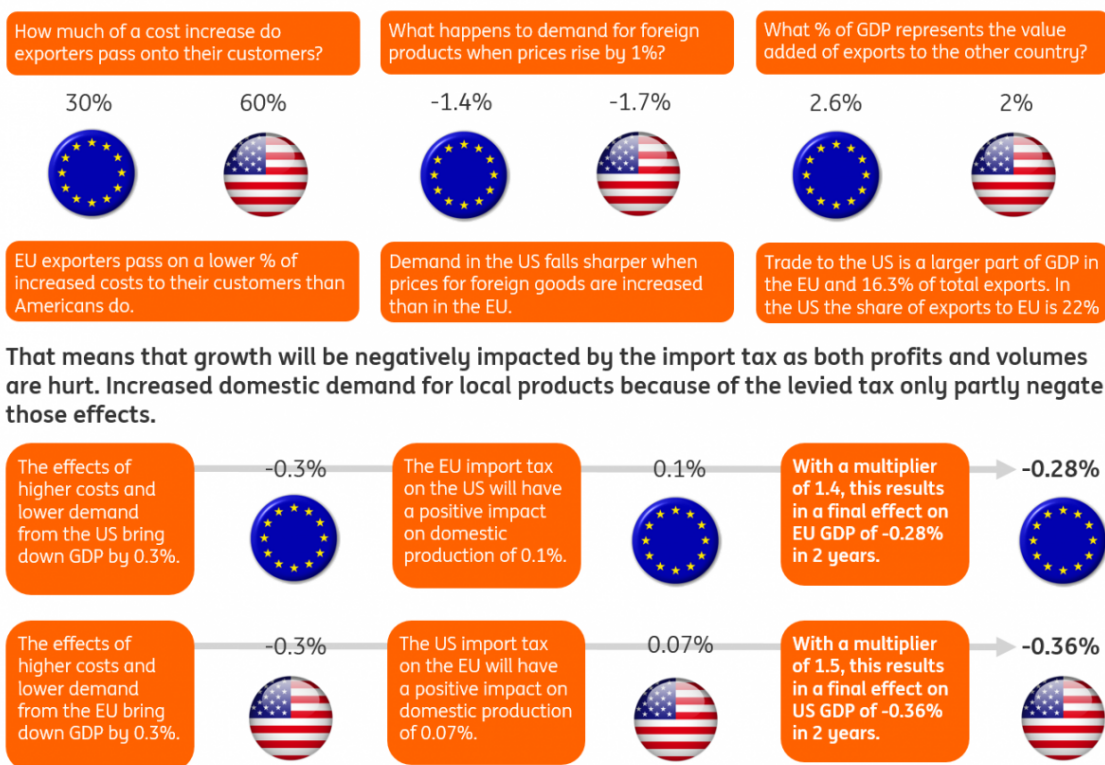 How much of a cost increase do
exporters pass onto their customers?
What happens to demand for foreign
products when prices rise by 1%?
What % of GDP represents the value
added of exports to the other country?
30%
60%
-1.4%
-1.7%
2.6%
2%
EU exporters pass on a lower % of
increased costs to their customers than
Americans do.
Demand in the US falls sharper when
prices for foreign goods are increased
than in the EU.
Trade to the US is a larger part of GDP in
the EU and 16.3% of total exports. In
the US the share of exports to EU is 22%
That means that growth will be negatively impacted by the import tax as both profits and volumes
are hurt. Increased domestic demand for local products because of the levied tax only partly negate
those effects.
The effects of
higher costs and
lower demand
from the US bring
down GDP by 0.3%.
-0.3%
The EU import tax
on the US will have
a positive impact
on domestic
production of 0.1%.
0.1%
With a multiplier
of 1.4, this results
in a final effect on
EU GDP of -0.28%
in 2 years.
-0.28%
The effects of
higher costs and
lower demand
from the EU bring
down GDP by 0.3%.
-0.3%
The US import tax
on the EU will have
a positive impact on
domestic production
of 0.07%.
0.07%
With a multiplier
of 1.5, this results
in a final effect on
US GDP of -0.36%
in 2 years.
-0.36%